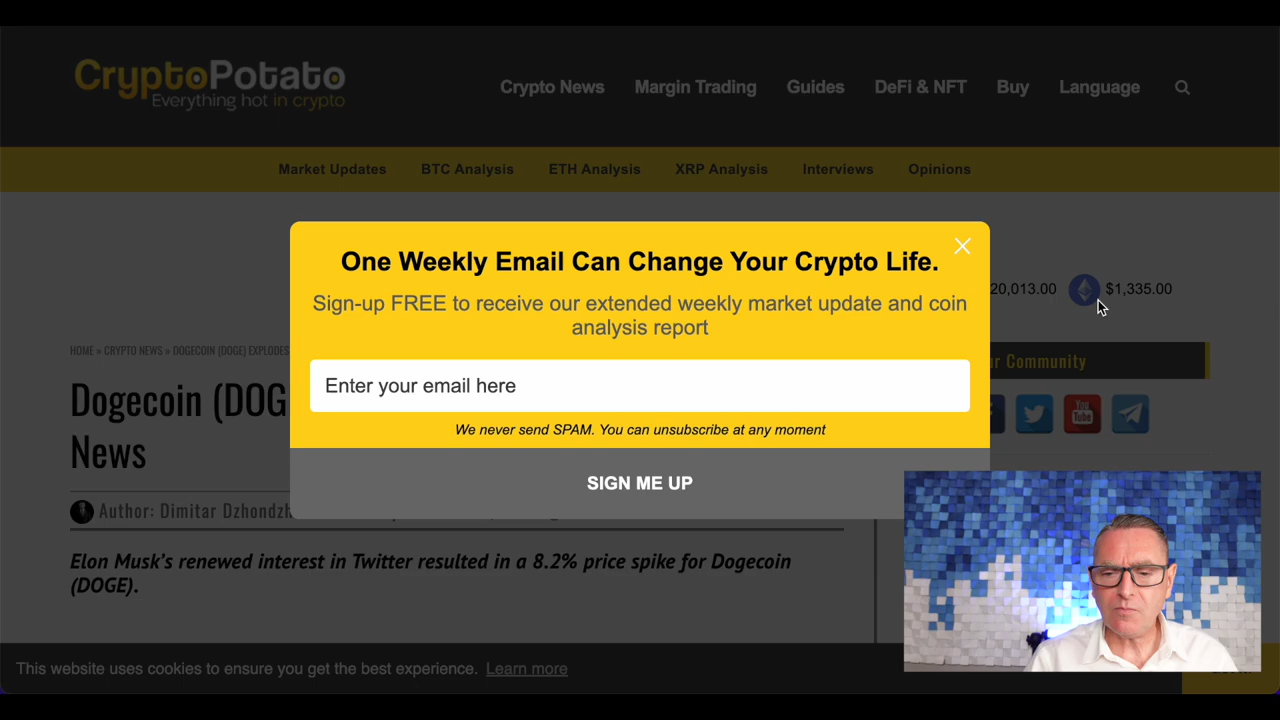 CryptoPotato
Everything hot in crypto
Crypto News Margin Trading Guides DeFi & NFT Buy Language
Market Updates BTC Analysis ETH Analysis XRP Analysis Interviews Opinions
One Weekly Email Can Change Your Crypto Life.
Sign-up FREE to receive our extended weekly market update and coin
analysis report
20,013.00 $1,335.00
HOME » CRYPTO NEWS » DOGECOIN (DOGE) EXPLODES
Community
Enter your email here
Dogecoin (DOG
News
We never send SPAM. You can unsubscribe at any moment
You
Tube
SIGN ME UP
Author: Dimitar Dzhondzh
Elon Musk's renewed interest in Twitter resulted in a 8.2% price spike for Dogecoin
(DOGE).
This website uses cookies to ensure you get the best experience. Learn more